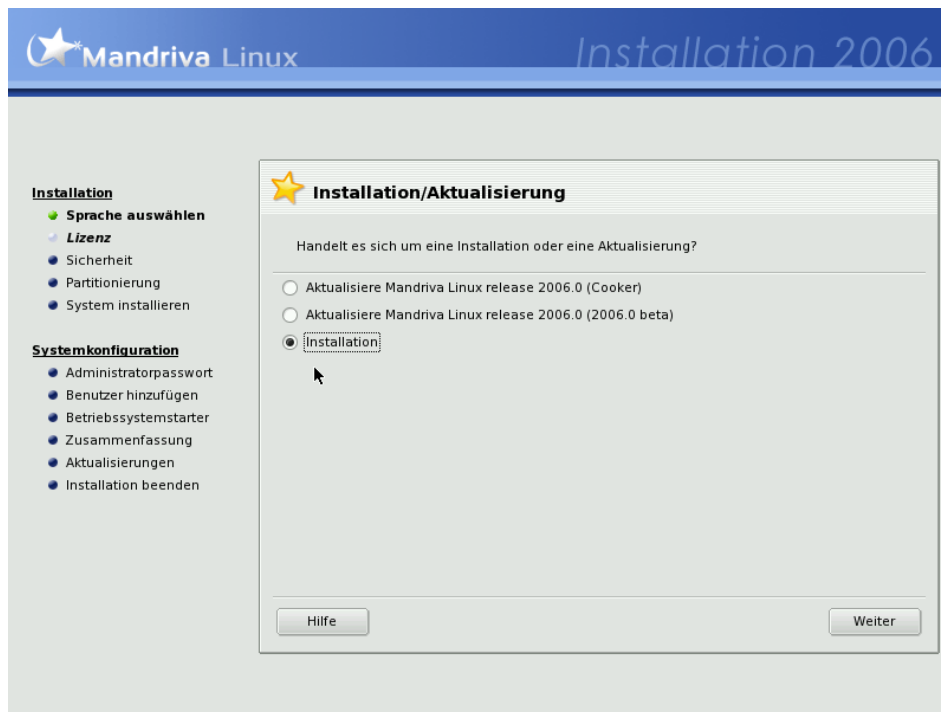 Mandriva Linux
Installation 2006
Installation
Sprache auswählen
Lizenz
Sicherheit
Partitionierung
System installieren
Systemkonfiguration
Administratorpasswort
Benutzer hinzufügen
Betriebssystemstarter
Zusammenfassung
Aktualisierungen
Installation beenden
Installation/Aktualisierung
Handelt es sich um eine Installation oder eine Aktualisierung?
Aktualisiere Mandriva Linux release 2006.0 (Cooker)
Aktualisiere Mandriva Linux release 2006.0 (2006.0 beta)
Installation
Hilfe
Weiter